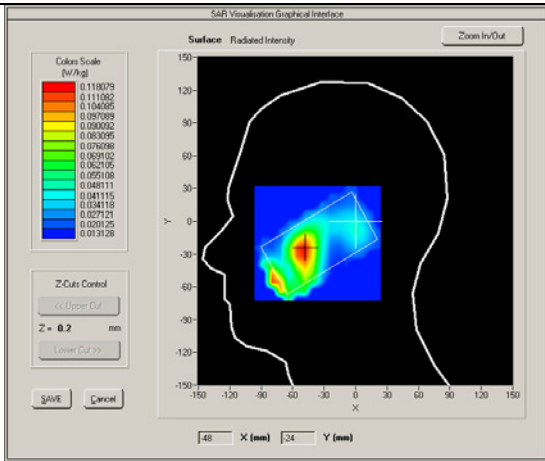 SAR Visualisation Graphical Interface
Surface Radiated Intensity
Zoom In/Out
Colors Scale
(W/kg)
0.118079
0.111082
0.104085
0.097089
0.090092
0.083095
0.076098
0.069102
0.062105
0.055108
0.048111
0.041115
0.034118
0.027121
0.020125
0.013128
Z-Cuts Control
<< Upper Cut
Z = 0.2 mm
Lower Cut >>
SAVE Cancel
150
120
90
60
30
0
-30
-60
-90
-120
-150
Y
-150 -120 -90 -60 -30 0 30 60 90 120 150
X
-48 X (mm) -24 Y (mm)